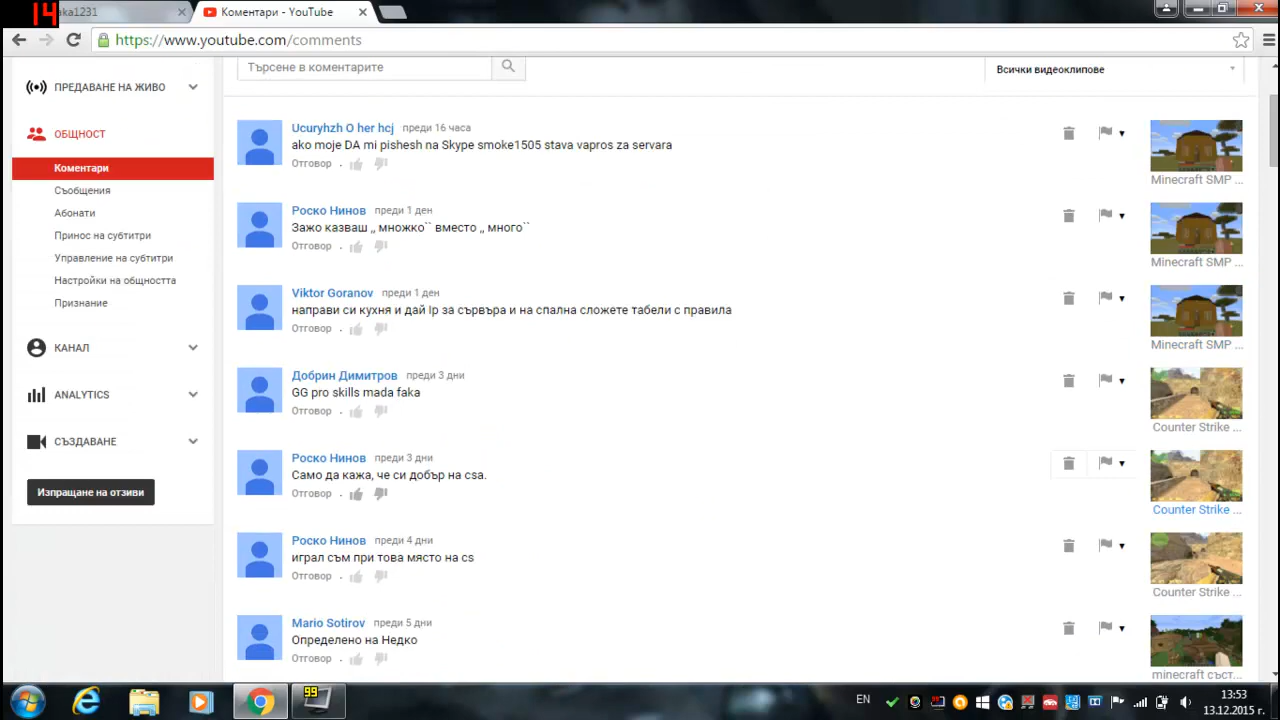 14
aka1231
Коментари - YouTube
https://www.youtube.com/comments
Търсене в коментарите
Всички видеоклипове
ПРЕДАВАНЕ НА ЖИВО
ОБЩНОСТ
Коментари
Съобщения
Абонати
Принос на субтитри
Управление на субтитри
Настройки на общността
Признание
КАНАЛ
ANALYTICS
СЪЗДАВАНЕ
Изпращане на отзиви
Ucuryhzh O her hcj преди 16 часа
ako moje DA mi pishesh na Skype smoke1505 stava vapros za servara
Отговор
Minecraft SMP ...
Роско Нинов преди 1 ден
Зажо казваш ,, множко`` вместо ,, много``
Отговор
Minecraft SMP ...
Viktor Goranov преди 1 ден
направи си кухня и дай Ip за сървъра и на спална сложете табели с правила
Отговор
Minecraft SMP ...
Добрин Димитров преди 3 дни
GG pro skills mada faka
Отговор
Counter Strike ...
Роско Нинов преди 3 дни
Само да кажа, че си добър на csa.
Отговор
Counter Strike ...
Роско Нинов преди 4 дни
играл съм при това място на cs
Отговор
Counter Strike ...
Mario Sotirov преди 5 дни
Определено на Недко
Отговор
minecraft със‌т...
99
EN
13:53
13.12.2015 г.